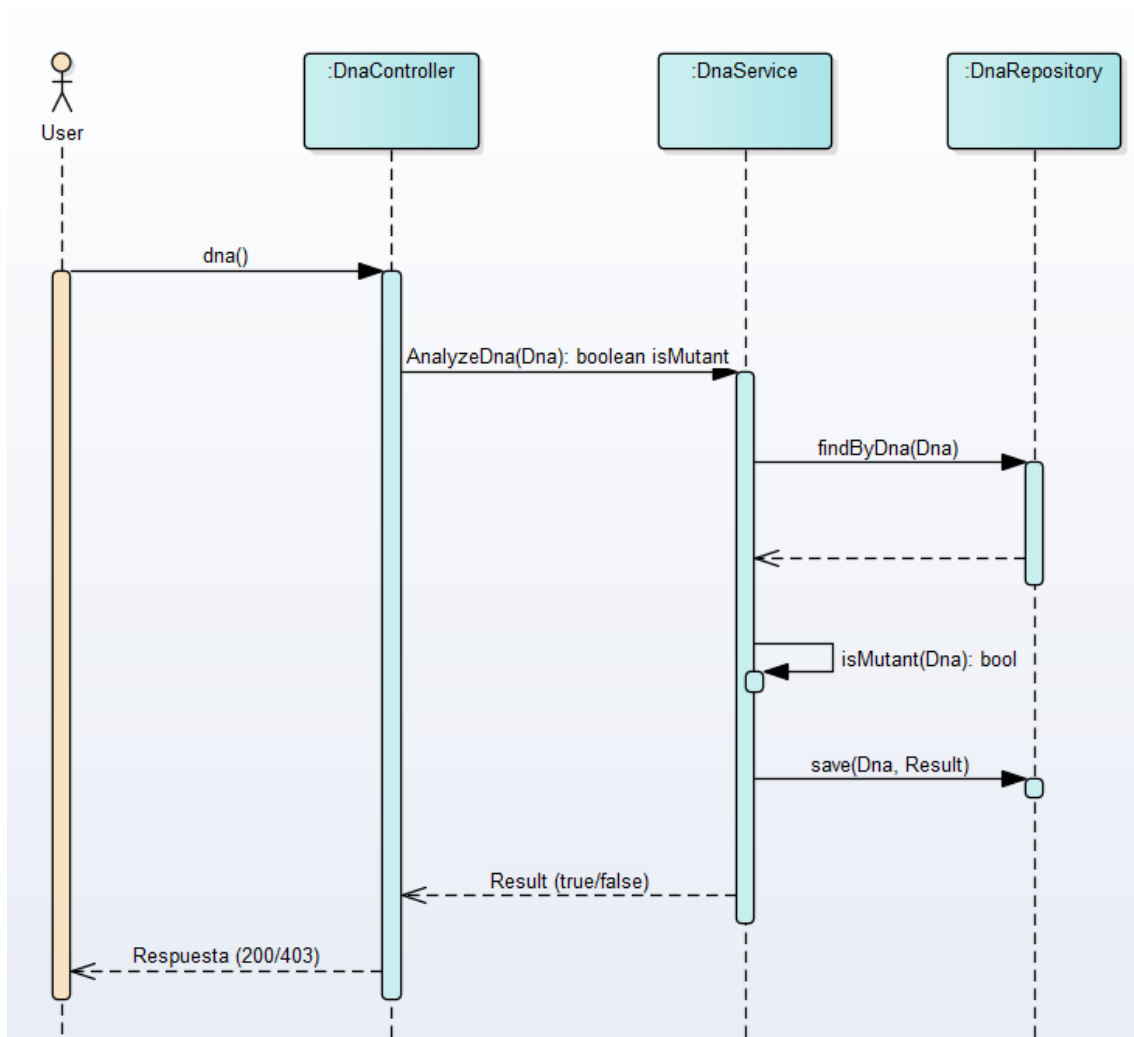 :DnaController
:DnaService
:DnaRepository
User
dna()
AnalyzeDna(Dna): boolean isMutant
findByDna(Dna)
isMutant(Dna): bool
save(Dna, Result)
Result (true/false)
Respuesta (200/403)